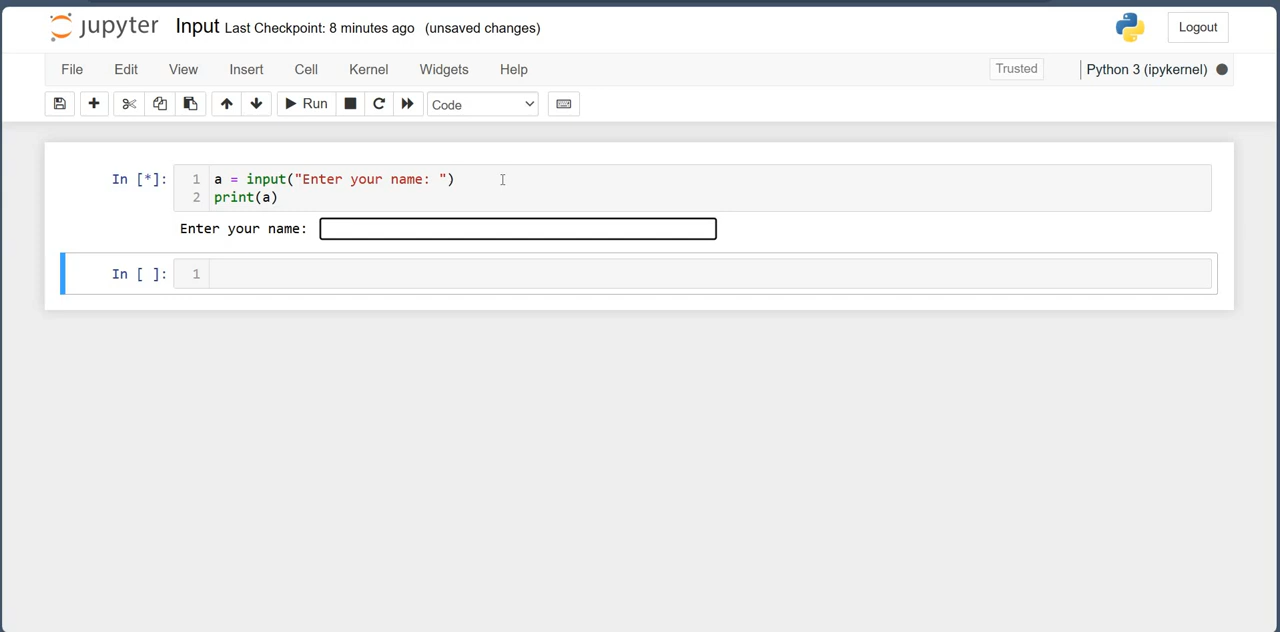 jupyter Input Last Checkpoint: 8 minutes ago (unsaved changes) Logout
File Edit View Insert Cell Kernel Widgets Help Trusted Python 3 (ipykernel)
Run Code
In [*]: 1 a = input("Enter your name: ")
2 print(a)
Enter your name:
In [ ]: 1